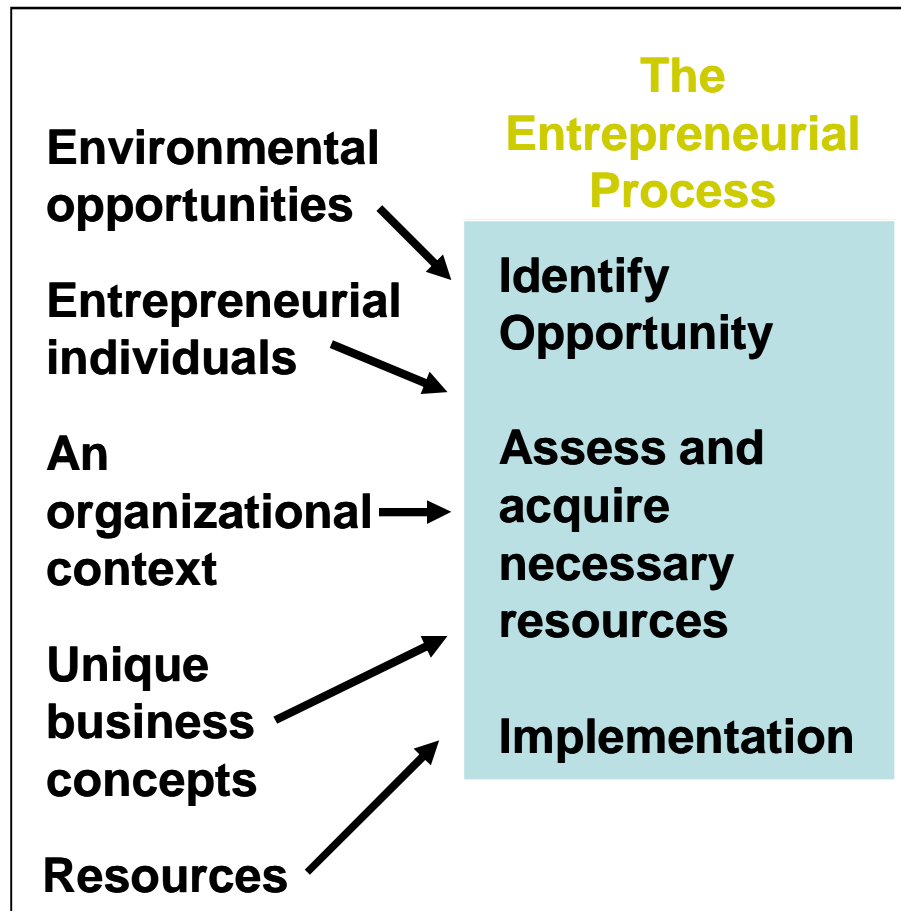 The
Entrepreneurial
Process
Environmental
opportunities
Entrepreneurial
individuals
An
organizational
context
Unique
business
concepts
Resources
Identify
Opportunity
Assess and
acquire
necessary
resources
Implementation